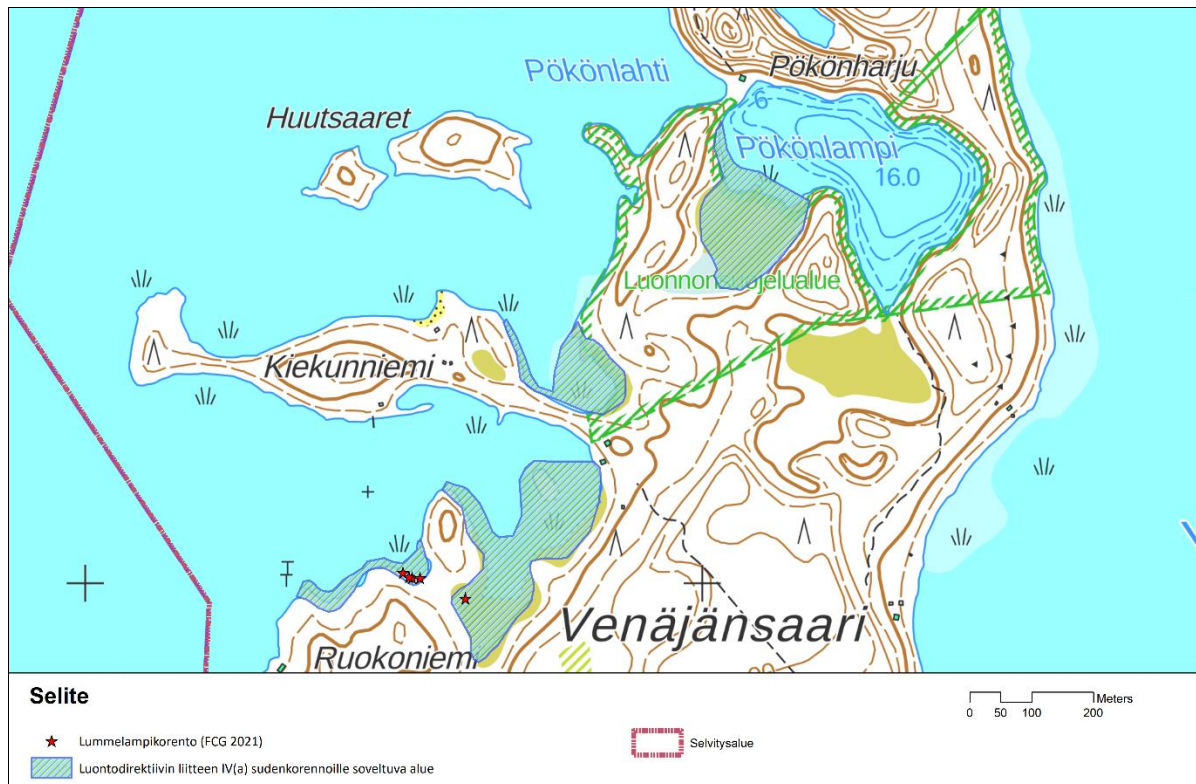 Pökönlahti
Pökönharju
Huutsaaret
6
Pökönlampi
16.0
Luonnonsuojelualue
Kiekunniemi
Venäjänsaari
Ruokoniemi
Selite
Meters
0 50 100 200
Lummelampikorento (FCG 2021)
Selvitysalue
Luontodirektiivin liitteen IV(a) sudenkorennoille soveltuva alue